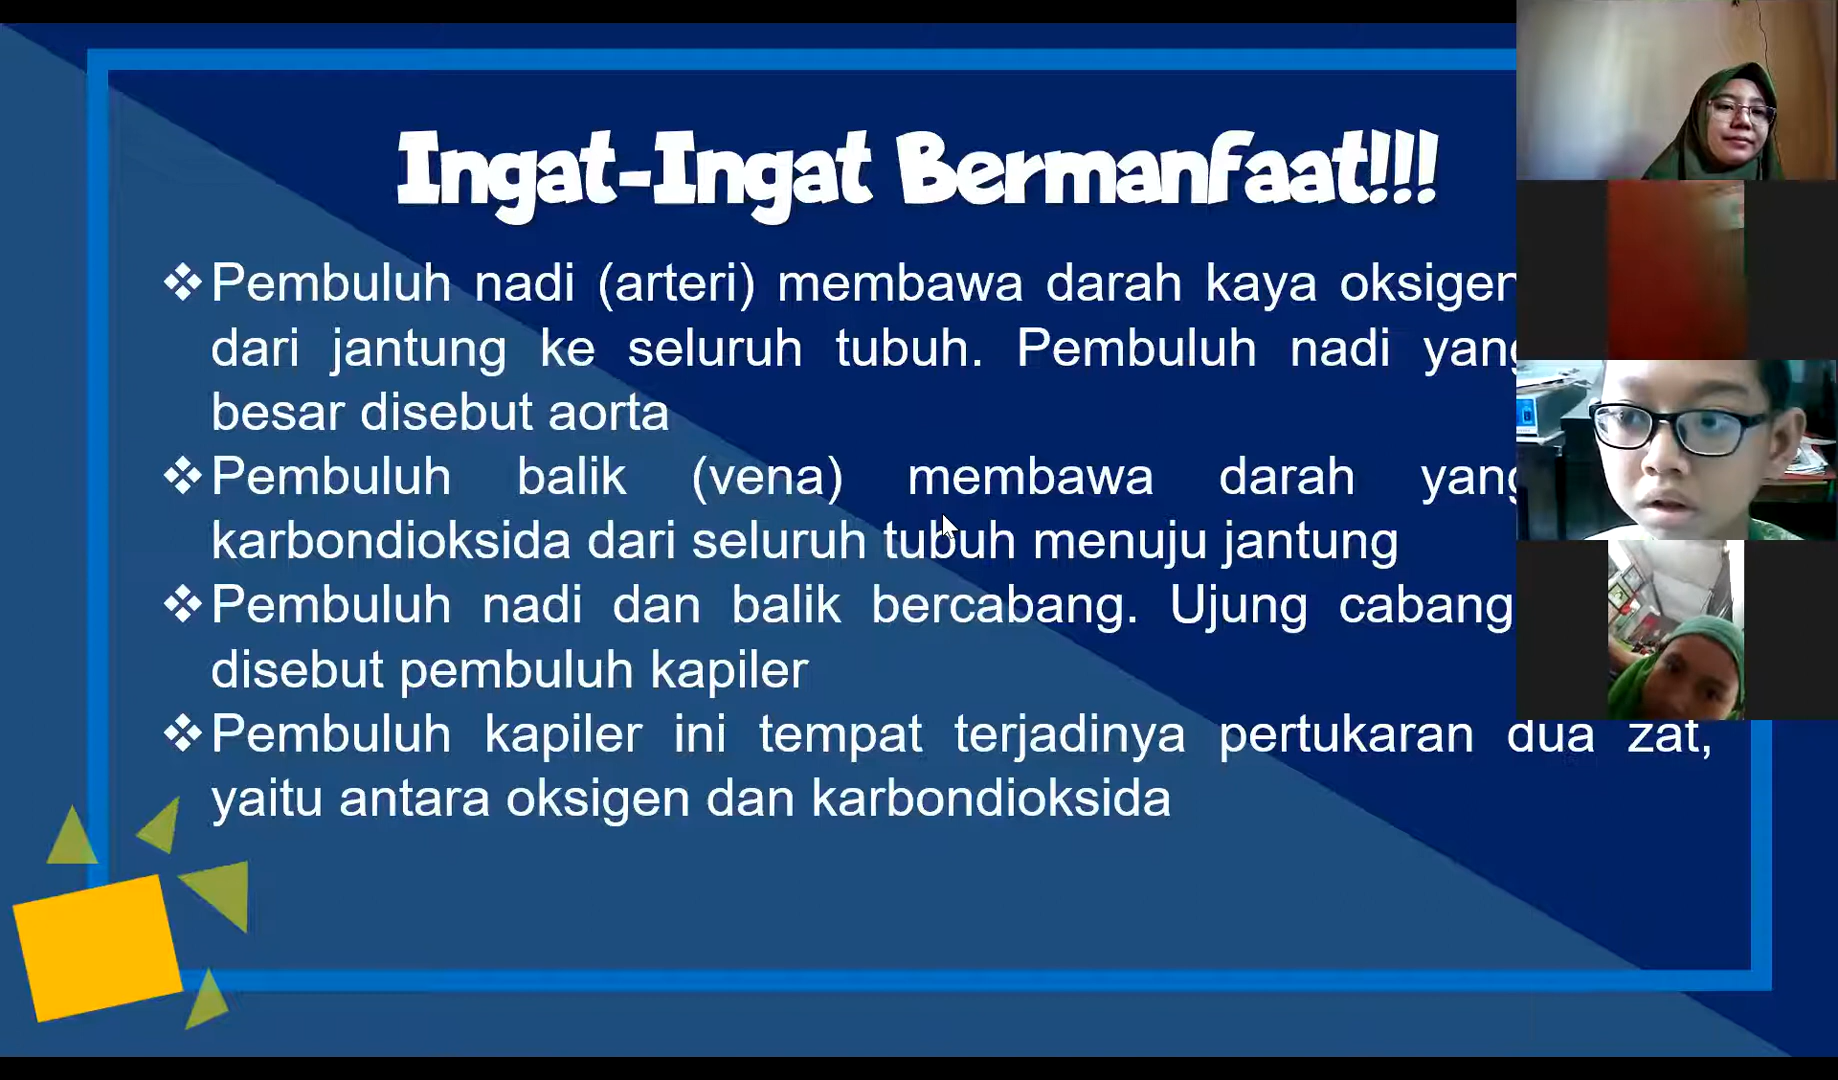 Ingat-Ingat Bermanfaat!!!
❖Pembuluh nadi (arteri) membawa darah kaya oksigen
dari jantung ke seluruh tubuh. Pembuluh nadi yang
besar disebut aorta
❖Pembuluh balik (vena) membawa darah yang
karbondioksida dari seluruh tubuh menuju jantung
❖Pembuluh nadi dan balik bercabang. Ujung cabang
disebut pembuluh kapiler
❖Pembuluh kapiler ini tempat terjadinya pertukaran dua zat,
yaitu antara oksigen dan karbondioksida